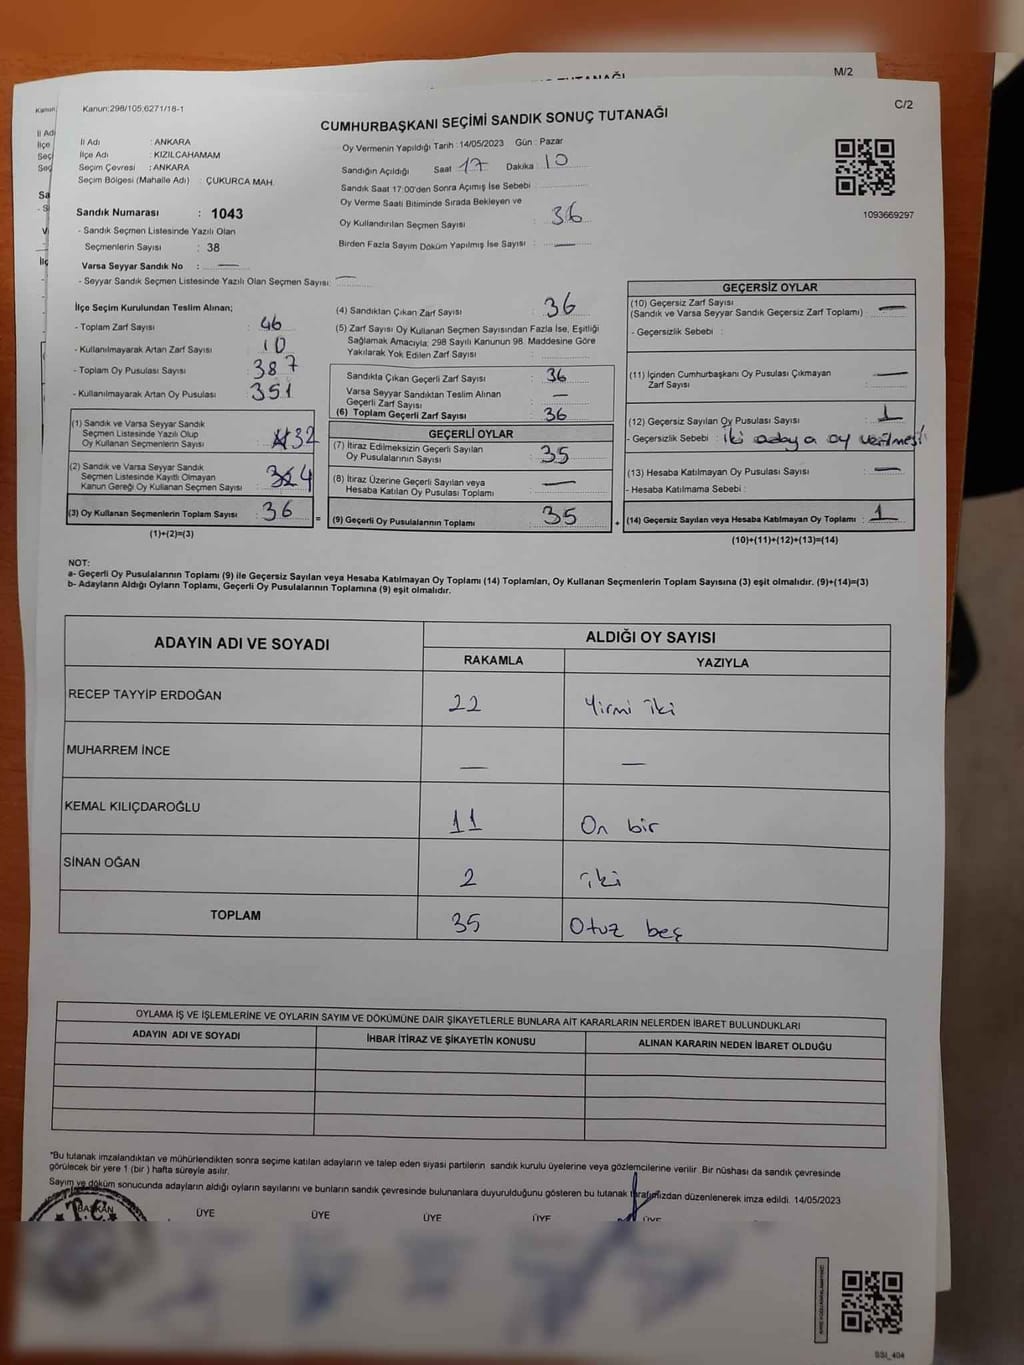 TUTANAĞI
M/2
Kanun
Kanun:298/105;6271/18-1
C/2
CUMHURBAŞKANI SEÇİMİ SANDIK SONUÇ TUTANAĞI
İl Adı : ANKARA
İlçe Adı : KIZILCAHAMAM
Seçim Çevresi : ANKARA
Seçim Bölgesi (Mahalle Adı) : ÇUKURCA MAH.
Oy Vermenin Yapıldığı Tarih : 14/05/2023 Gün : Pazar
Sandığın Açıldığı Saat 17 Dakika 10
Sandık Saat 17:00'den Sonra Açımış İse Sebebi
Oy Verme Saati Bitiminde Sırada Bekleyen ve
Oy Kullandırılan Seçmen Sayısı : 36
Birden Fazla Sayım Döküm Yapılmış İse Sayısı : —
1093669297
Sandık Numarası : 1043
- Sandık Seçmen Listesinde Yazılı Olan
Seçmenlerin Sayısı : 38
Varsa Seyyar Sandık No : —
- Seyyar Sandık Seçmen Listesinde Yazılı Olan Seçmen Sayısı: —
İlçe Seçim Kurulundan Teslim Alınan;
- Toplam Zarf Sayısı : 46
- Kullanılmayarak Artan Zarf Sayısı : 10
- Toplam Oy Pusulası Sayısı : 387
- Kullanılmayarak Artan Oy Pusulası : 351
(1) Sandık ve Varsa Seyyar Sandık
Seçmen Listesinde Yazılı Olup
Oy Kullanan Seçmenlerin Sayısı : 32
(2) Sandık ve Varsa Seyyar Sandık
Seçmen Listesinde Kayıtlı Olmayan
Kanun Gereği Oy Kullanan Seçmen Sayısı : 4
(3) Oy Kullanan Seçmenlerin Toplam Sayısı : 36
(1)+(2)=(3)
(4) Sandıktan Çıkan Zarf Sayısı : 36
(5) Zarf Sayısı Oy Kullanan Seçmen Sayısından Fazla İse, Eşitliği
Sağlamak Amacıyla; 298 Sayılı Kanunun 98. Maddesine Göre
Yakılarak Yok Edilen Zarf Sayısı :
Sandıkta Çıkan Geçerli Zarf Sayısı : 36
Varsa Seyyar Sandıktan Teslim Alınan
Geçerli Zarf Sayısı : —
(6) Toplam Geçerli Zarf Sayısı : 36
GEÇERLİ OYLAR
(7) İtiraz Edilmeksizin Geçerli Sayılan
Oy Pusulalarının Sayısı : 35
(8) İtiraz Üzerine Geçerli Sayılan veya
Hesaba Katılan Oy Pusulası Toplamı : —
= (9) Geçerli Oy Pusulalarının Toplamı : 35
GEÇERSİZ OYLAR
(10) Geçersiz Zarf Sayısı
(Sandık ve Varsa Seyyar Sandık Geçersiz Zarf Toplamı) : —
- Geçersizlik Sebebi :
(11) İçinden Cumhurbaşkanı Oy Pusulası Çıkmayan
Zarf Sayısı : —
(12) Geçersiz Sayılan Oy Pusulası Sayısı : 1
- Geçersizlik Sebebi : iki adaya oy verilmesi
(13) Hesaba Katılmayan Oy Pusulası Sayısı : —
- Hesaba Katılmama Sebebi :
+ (14) Geçersiz Sayılan veya Hesaba Katılmayan Oy Toplamı : 1
(10)+(11)+(12)+(13)=(14)
NOT:
a- Geçerli Oy Pusulalarının Toplamı (9) ile Geçersiz Sayılan veya Hesaba Katılmayan Oy Toplamı (14) Toplamları, Oy Kullanan Seçmenlerin Toplam Sayısına (3) eşit olmalıdır. (9)+(14)=(3)
b- Adayların Aldığı Oyların Toplamı, Geçerli Oy Pusulalarının Toplamına (9) eşit olmalıdır.
ADAYIN ADI VE SOYADI
ALDIĞI OY SAYISI
RAKAMLA YAZIYLA
RECEP TAYYİP ERDOĞAN 22 Yirmi iki
MUHARREM İNCE — —
KEMAL KILIÇDAROĞLU 11 On bir
SİNAN OĞAN 2 iki
TOPLAM 35 Otuz beş
OYLAMA İŞ VE İŞLEMLERİNE VE OYLARIN SAYIM VE DÖKÜMÜNE DAİR ŞİKAYETLERLE BUNLARA AİT KARARLARIN NELERDEN İBARET BULUNDUKLARI
ADAYIN ADI VE SOYADI İHBAR İTİRAZ VE ŞİKAYETİN KONUSU ALINAN KARARIN NEDEN İBARET OLDUĞU
*Bu tutanak imzalandıktan ve mühürlendikten sonra seçime katılan adayların ve talep eden siyasi partilerin sandık kurulu üyelerine veya gözlemcilerine verilir. Bir nüshası da sandık çevresinde
görülecek bir yere 1 (bir) hafta süreyle asılır.
Sayım ve döküm sonucunda adayların aldığı oyların sayılarını ve bunların sandık çevresinde bulunanlara duyurulduğunu gösteren bu tutanak tarafımızdan düzenlenerek imza edildi. 14/05/2023
BAŞKAN ÜYE ÜYE ÜYE ÜYE ÜYE
T.C.
SSI_404